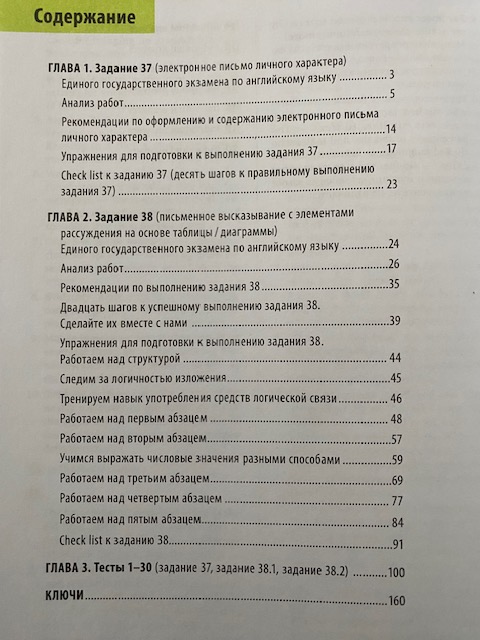 Содержание
ГЛАВА 1. Задание 37 (электронное письмо личного характера)
Единого государственного экзамена по английскому языку ................ 3
Анализ работ ................ 5
Рекомендации по оформлению и содержанию электронного письма
личного характера ................ 14
Упражнения для подготовки к выполнению задания 37 ................ 17
Check list к заданию 37 (десять шагов к правильному выполнению
задания 37) ................ 23
ГЛАВА 2. Задание 38 (письменное высказывание с элементами
рассуждения на основе таблицы / диаграммы)
Единого государственного экзамена по английскому языку ................ 24
Анализ работ ................ 26
Рекомендации по выполнению задания 38 ................ 35
Двадцать шагов к успешному выполнению задания 38.
Сделайте их вместе с нами ................ 39
Упражнения для подготовки к выполнению задания 38.
Работаем над структурой ................ 44
Следим за логичностью изложения ................ 45
Тренируем навык употребления средств логической связи ................ 46
Работаем над первым абзацем ................ 48
Работаем над вторым абзацем ................ 57
Учимся выражать числовые значения разными способами ................ 59
Работаем над третьим абзацем ................ 69
Работаем над четвертым абзацем ................ 77
Работаем над пятым абзацем ................ 84
Check list к заданию 38 ................ 91
ГЛАВА 3. Тесты 1–30 (задание 37, задание 38.1, задание 38.2) ................ 100
КЛЮЧИ ................ 160